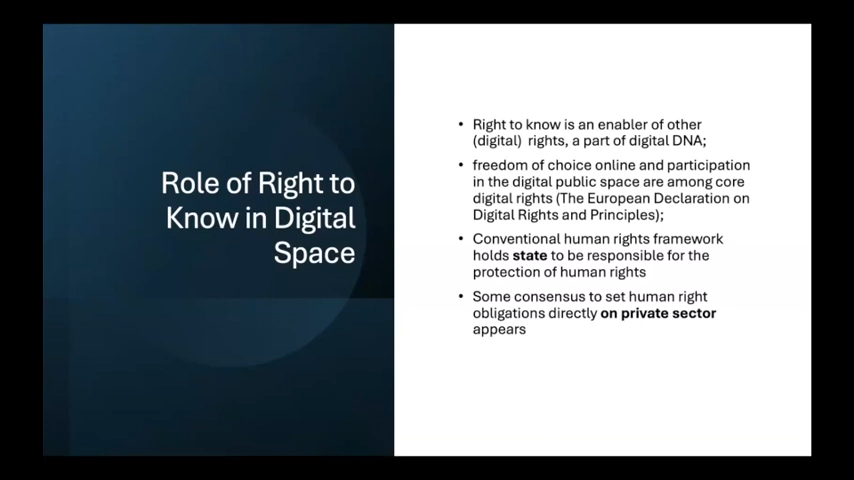 Role of Right to
Know in Digital
Space
• Right to know is an enabler of other
(digital) rights, a part of digital DNA;
• freedom of choice online and participation
in the digital public space are among core
digital rights (The European Declaration on
Digital Rights and Principles);
• Conventional human rights framework
holds state to be responsible for the
protection of human rights
• Some consensus to set human right
obligations directly on private sector
appears